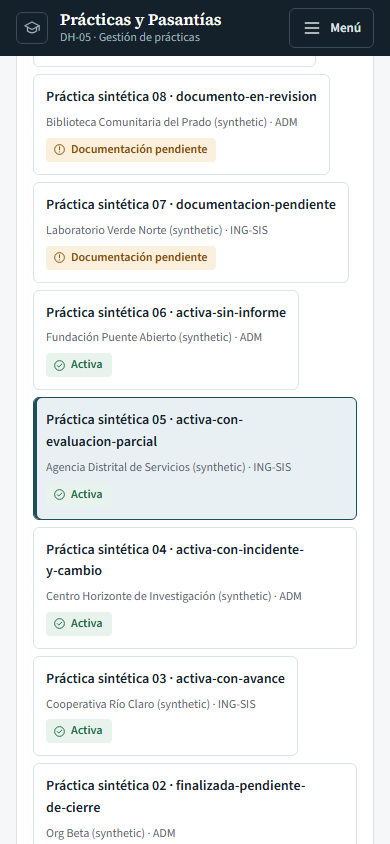 Prácticas y Pasantías
DH-05 · Gestión de prácticas
Menú
Práctica sintética 08 · documento-en-revision
Biblioteca Comunitaria del Prado (synthetic) · ADM
Documentación pendiente
Práctica sintética 07 · documentacion-pendiente
Laboratorio Verde Norte (synthetic) · ING-SIS
Documentación pendiente
Práctica sintética 06 · activa-sin-informe
Fundación Puente Abierto (synthetic) · ADM
Activa
Práctica sintética 05 · activa-con-
evaluacion-parcial
Agencia Distrital de Servicios (synthetic) · ING-SIS
Activa
Práctica sintética 04 · activa-con-incidente-
y-cambio
Centro Horizonte de Investigación (synthetic) · ADM
Activa
Práctica sintética 03 · activa-con-avance
Cooperativa Río Claro (synthetic) · ING-SIS
Activa
Práctica sintética 02 · finalizada-pendiente-
de-cierre
Org Beta (synthetic) · ADM